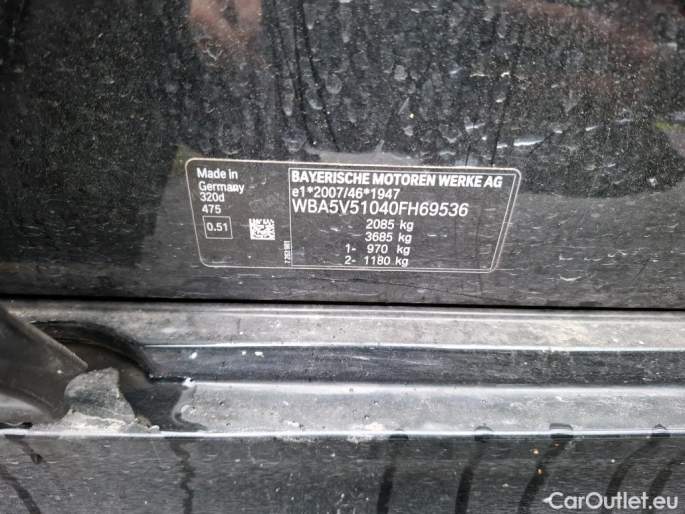 Made in
Germany
320d
475
0.51
BAYERISCHE MOTOREN WERKE AG
e1*2007/46*1947
WBA5V51040FH69536
2085 kg
3685 kg
1- 970 kg
2- 1180 kg
CarOutlet.eu